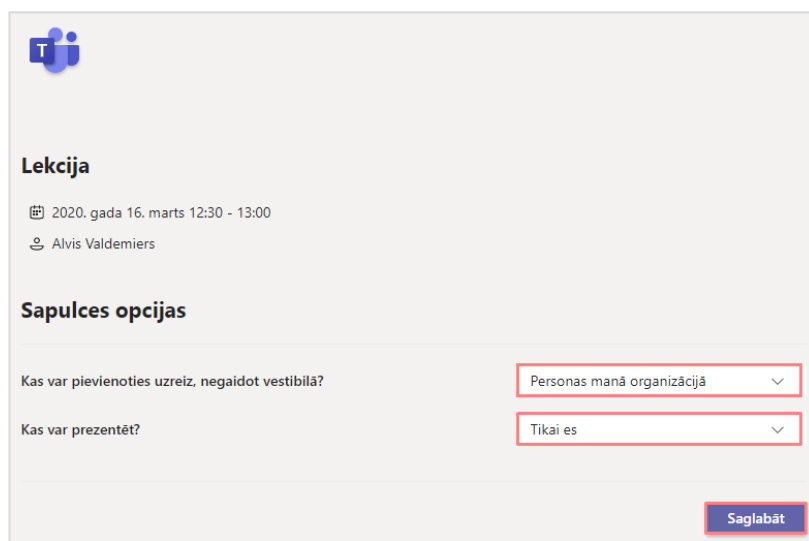 T
Lekcija
2020. gada 16. marts 12:30 - 13:00
Alvis Valdemiers
Sapulces opcijas
Kas var pievienoties uzreiz, negaidot vestibilā?
Personas manā organizācijā
Kas var prezentēt?
Tikai es
Saglabāt